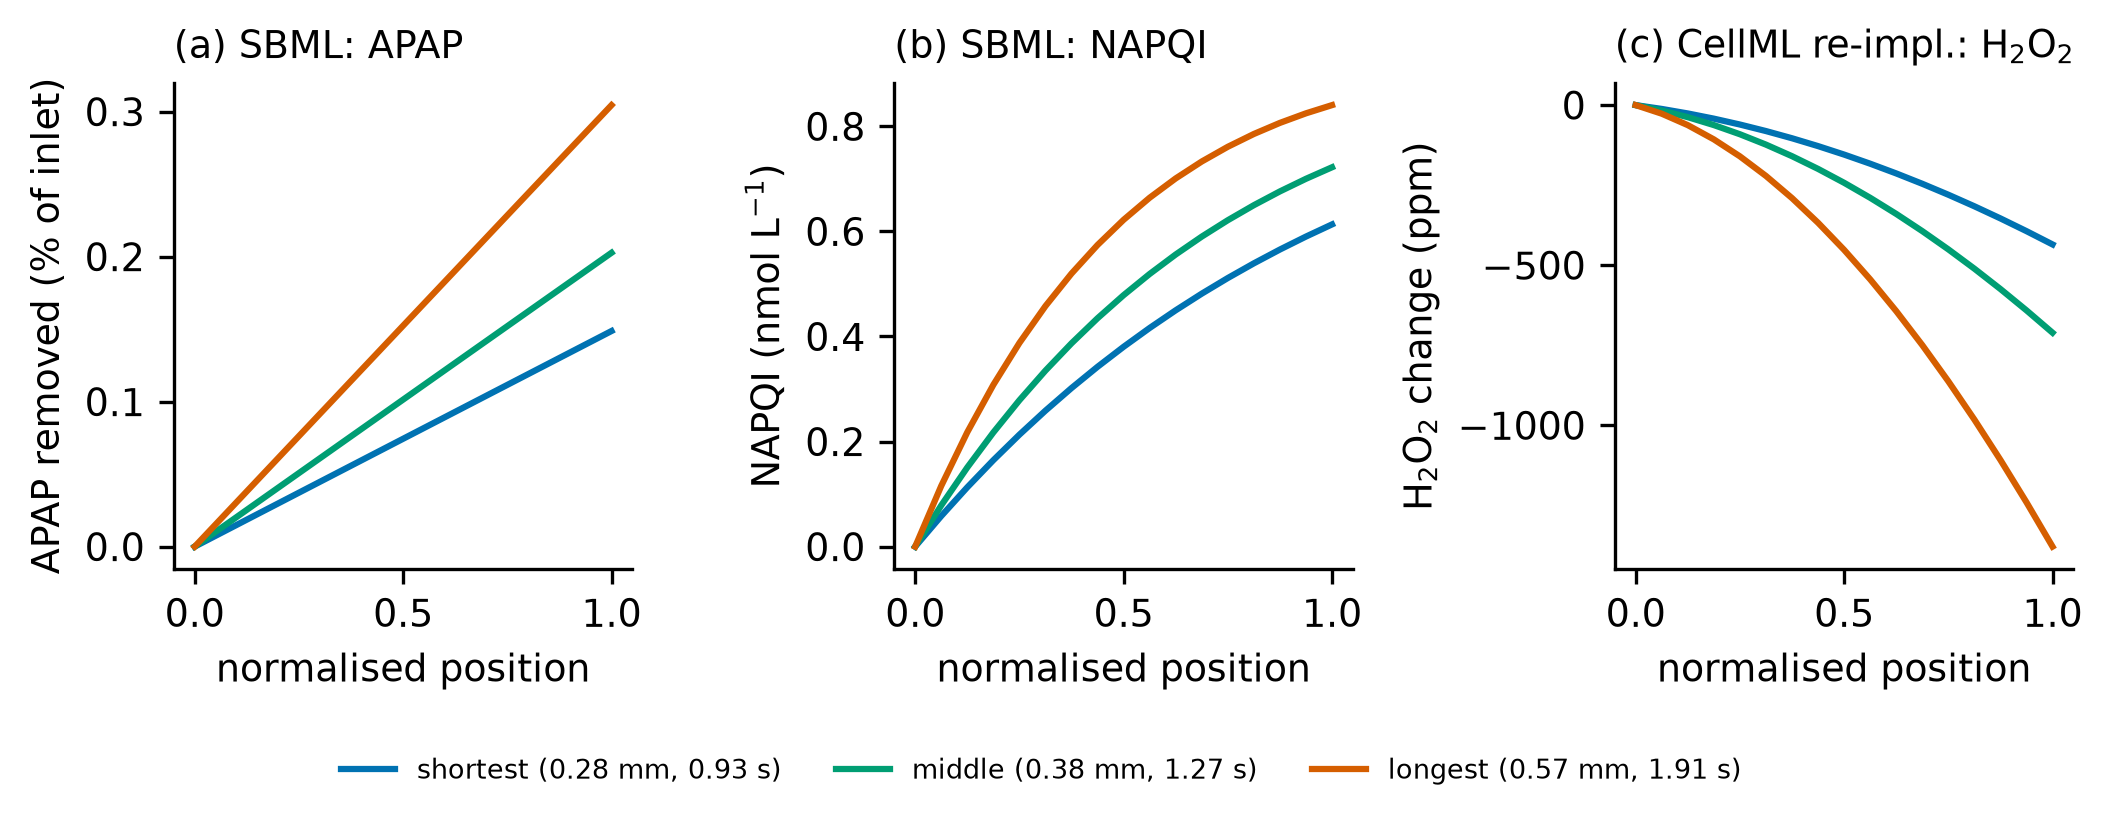 (a) SBML: APAP
APAP removed (% of inlet)
0.3
0.2
0.1
0.0
0.0 0.5 1.0
normalised position
(b) SBML: NAPQI
NAPQI (nmol L⁻¹)
0.8
0.6
0.4
0.2
0.0
0.0 0.5 1.0
normalised position
(c) CellML re-impl.: H₂O₂
H₂O₂ change (ppm)
0
−500
−1000
0.0 0.5 1.0
normalised position
shortest (0.28 mm, 0.93 s)
middle (0.38 mm, 1.27 s)
longest (0.57 mm, 1.91 s)